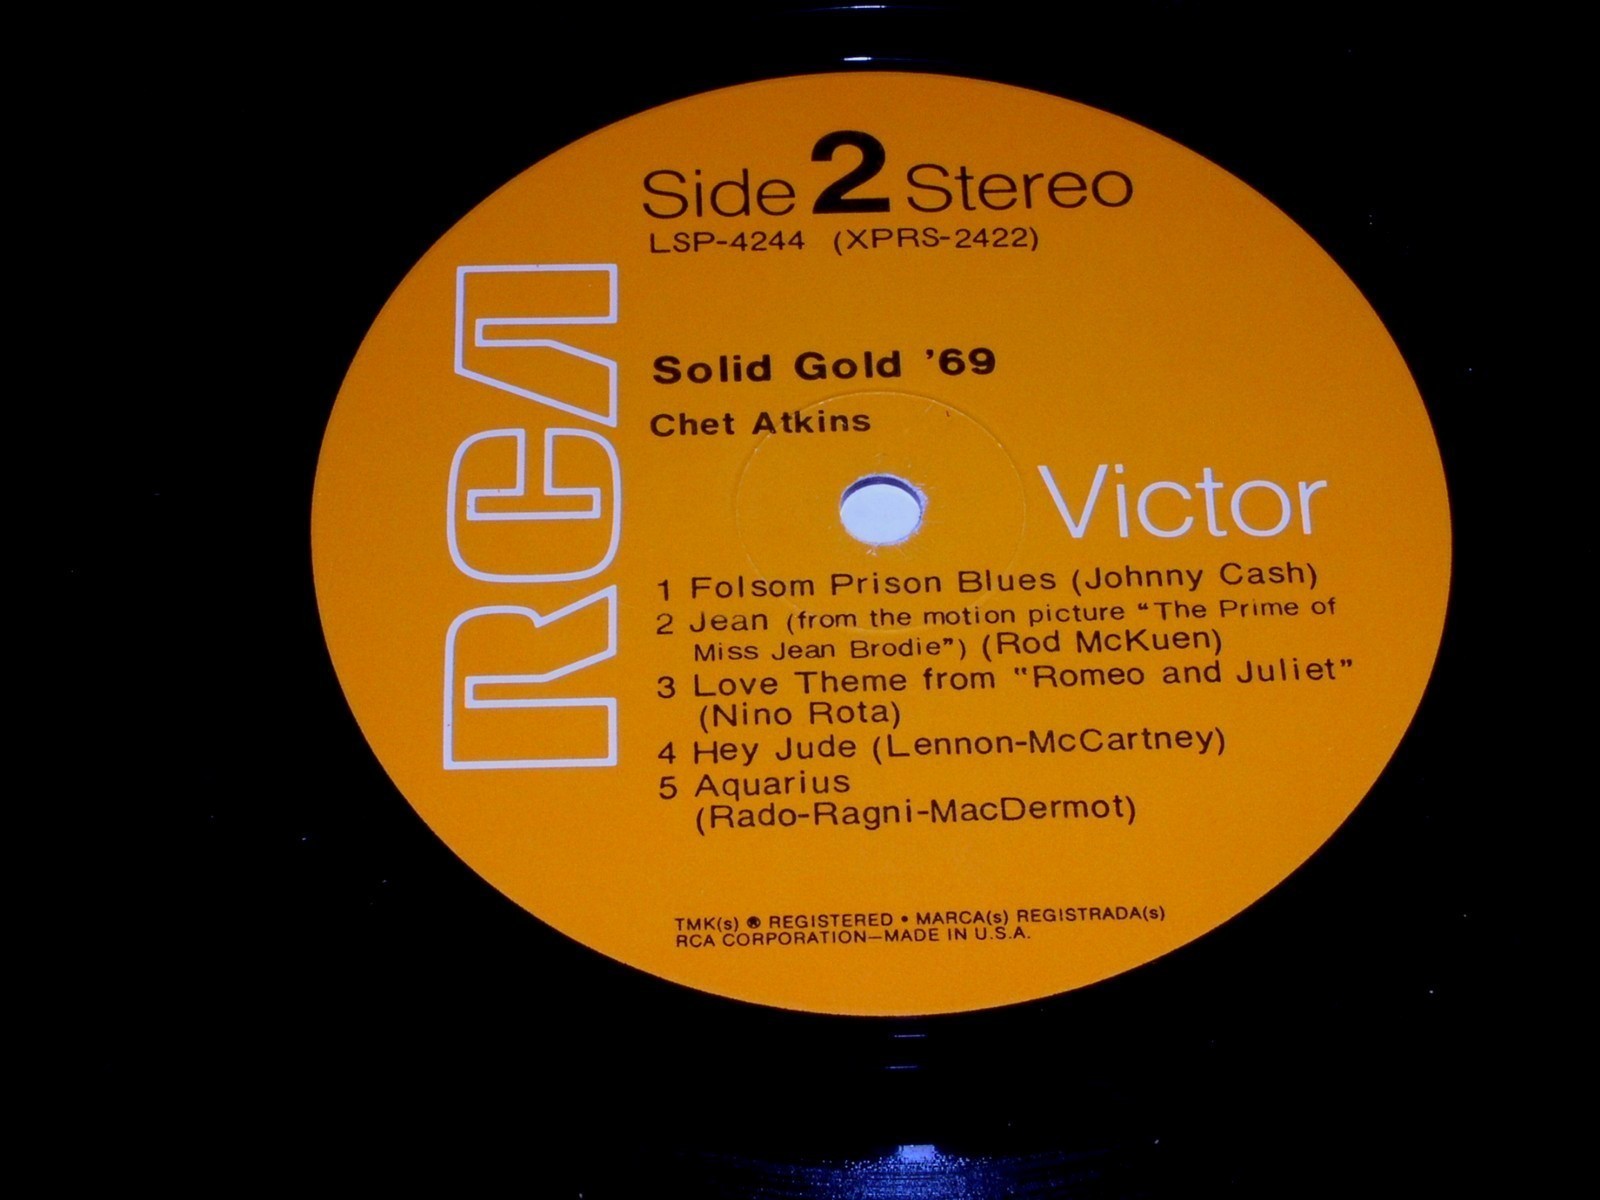 Side 2 Stereo
LSP-4244 (XPRS-2422)
RCA
Solid Gold '69
Chet Atkins
Victor
1 Folsom Prison Blues (Johnny Cash)
2 Jean (from the motion picture “The Prime of
Miss Jean Brodie”) (Rod McKuen)
3 Love Theme from “Romeo and Juliet”
(Nino Rota)
4 Hey Jude (Lennon-McCartney)
5 Aquarius
(Rado-Ragni-MacDermot)
TMK(s) ® REGISTERED • MARCA(s) REGISTRADA(s)
RCA CORPORATION—MADE IN U.S.A.